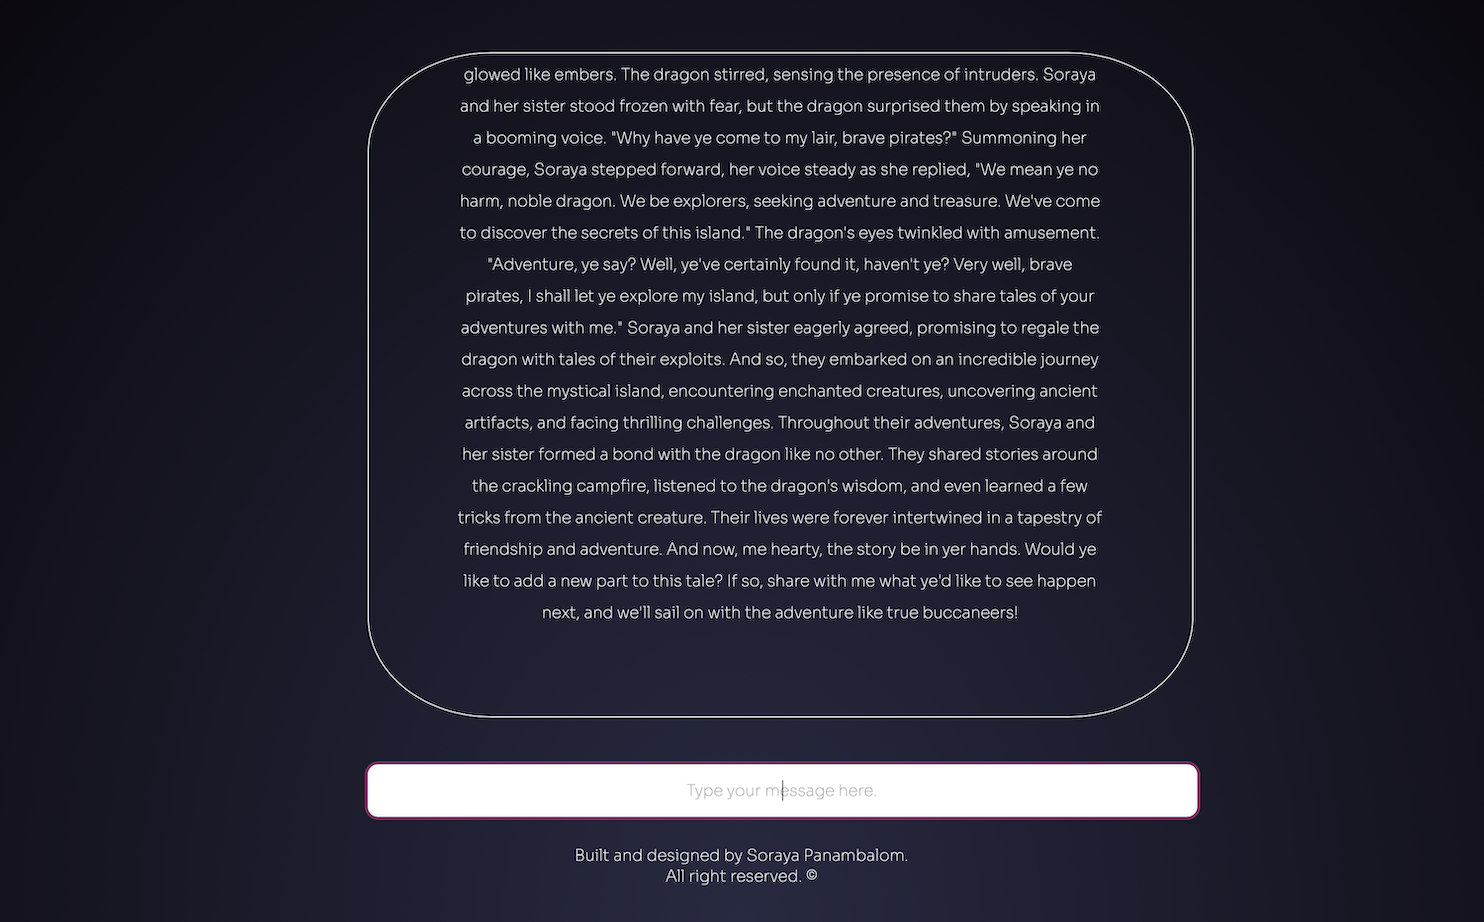 glowed like embers. The dragon stirred, sensing the presence of intruders. Soraya
and her sister stood frozen with fear, but the dragon surprised them by speaking in
a booming voice. "Why have ye come to my lair, brave pirates?" Summoning her
courage, Soraya stepped forward, her voice steady as she replied, "We mean ye no
harm, noble dragon. We be explorers, seeking adventure and treasure. We've come
to discover the secrets of this island." The dragon's eyes twinkled with amusement.
"Adventure, ye say? Well, ye've certainly found it, haven't ye? Very well, brave
pirates, I shall let ye explore my island, but only if ye promise to share tales of your
adventures with me." Soraya and her sister eagerly agreed, promising to regale the
dragon with tales of their exploits. And so, they embarked on an incredible journey
across the mystical island, encountering enchanted creatures, uncovering ancient
artifacts, and facing thrilling challenges. Throughout their adventures, Soraya and
her sister formed a bond with the dragon like no other. They shared stories around
the crackling campfire, listened to the dragon's wisdom, and even learned a few
tricks from the ancient creature. Their lives were forever intertwined in a tapestry of
friendship and adventure. And now, me hearty, the story be in yer hands. Would ye
like to add a new part to this tale? If so, share with me what ye'd like to see happen
next, and we'll sail on with the adventure like true buccaneers!
Type your message here.
Built and designed by Soraya Panambalom.
All right reserved. ©